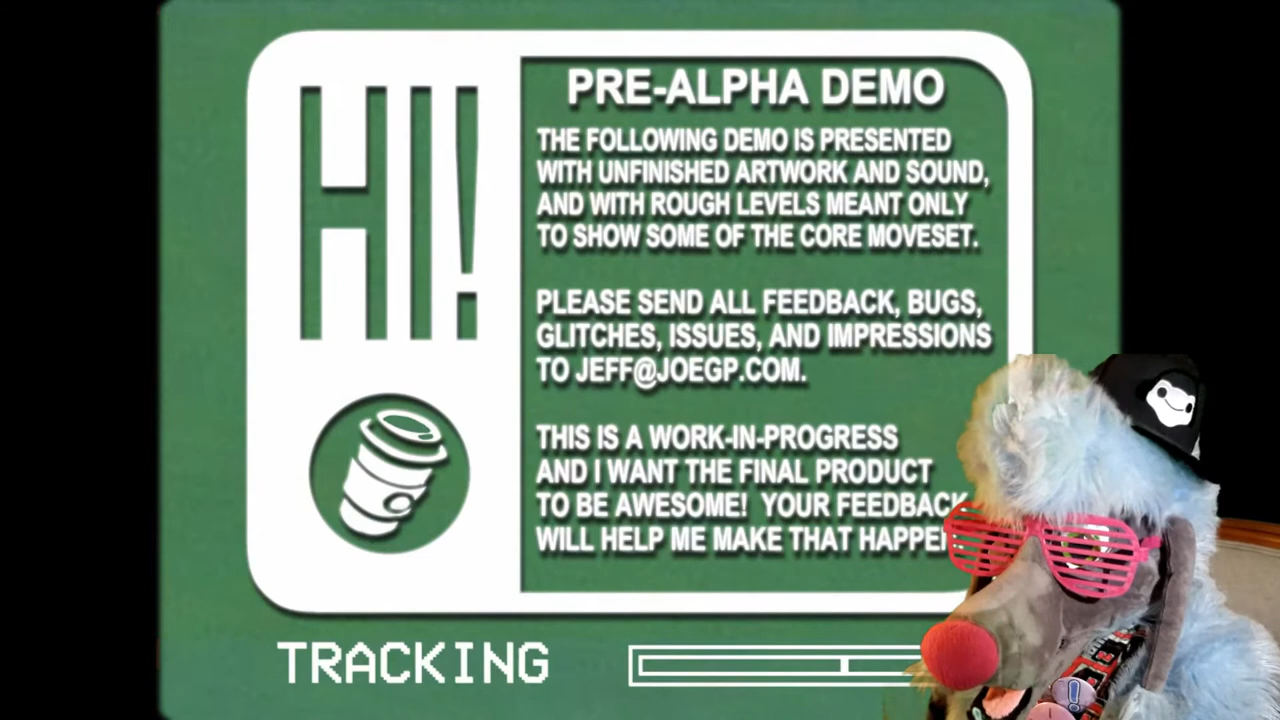 HI!
PRE-ALPHA DEMO
THE FOLLOWING DEMO IS PRESENTED
WITH UNFINISHED ARTWORK AND SOUND,
AND WITH ROUGH LEVELS MEANT ONLY
TO SHOW SOME OF THE CORE MOVESET.
PLEASE SEND ALL FEEDBACK, BUGS,
GLITCHES, ISSUES, AND IMPRESSIONS
TO JEFF@JOEGP.COM.
THIS IS A WORK-IN-PROGRESS
AND I WANT THE FINAL PRODUCT
TO BE AWESOME! YOUR FEEDBACK
WILL HELP ME MAKE THAT HAPPEN
TRACKING